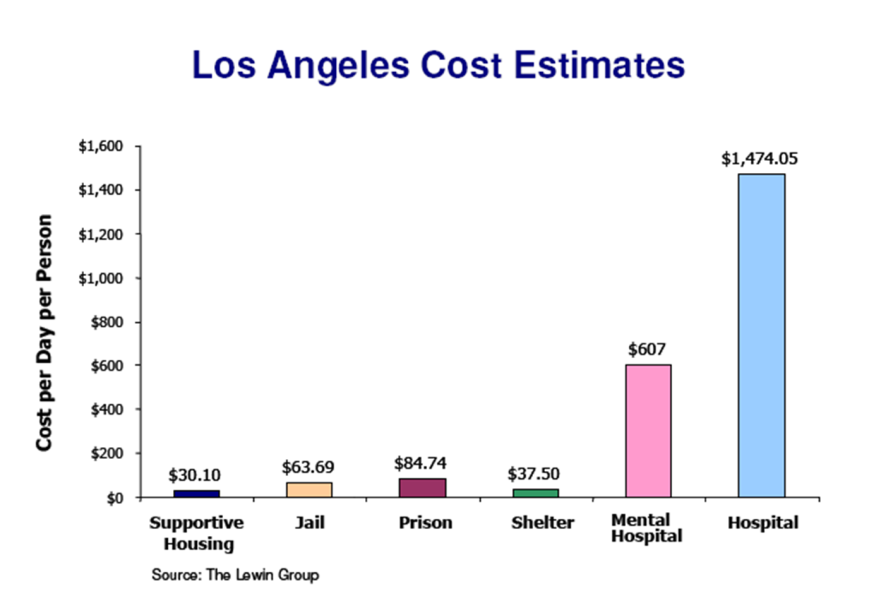 Los Angeles Cost Estimates
Cost per Day per Person
$1,600
$1,400
$1,200
$1,000
$800
$600
$400
$200
$0
$30.10
$63.69
$84.74
$37.50
$607
$1,474.05
Supportive
Housing
Jail
Prison
Shelter
Mental
Hospital
Hospital
Source: The Lewin Group